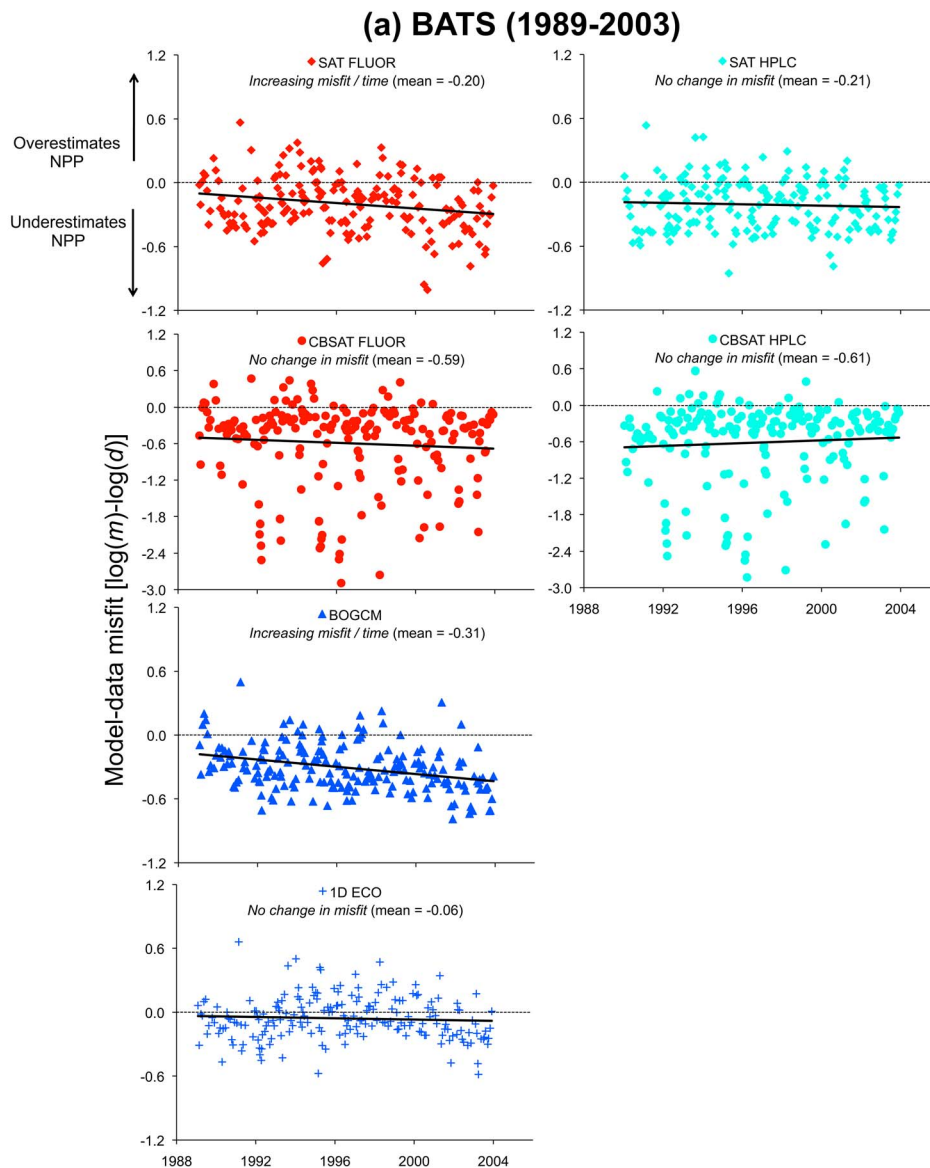 (a) BATS (1989-2003)
Overestimates
NPP
Underestimates
NPP
Model-data misfit [log(m)-log(d)]
SAT FLUOR
Increasing misfit / time (mean = -0.20)
1.2
0.6
0.0
-0.6
-1.2
SAT HPLC
No change in misfit (mean = -0.21)
1.2
0.6
0.0
-0.6
-1.2
CBSAT FLUOR
No change in misfit (mean = -0.59)
1.2
0.6
0.0
-0.6
-1.2
-1.8
-2.4
-3.0
CBSAT HPLC
No change in misfit (mean = -0.61)
1.2
0.6
0.0
-0.6
-1.2
-1.8
-2.4
-3.0
1988 1992 1996 2000 2004
BOGCM
Increasing misfit / time (mean = -0.31)
1.2
0.6
0.0
-0.6
-1.2
1D ECO
No change in misfit (mean = -0.06)
1.2
0.6
0.0
-0.6
-1.2
1988 1992 1996 2000 2004